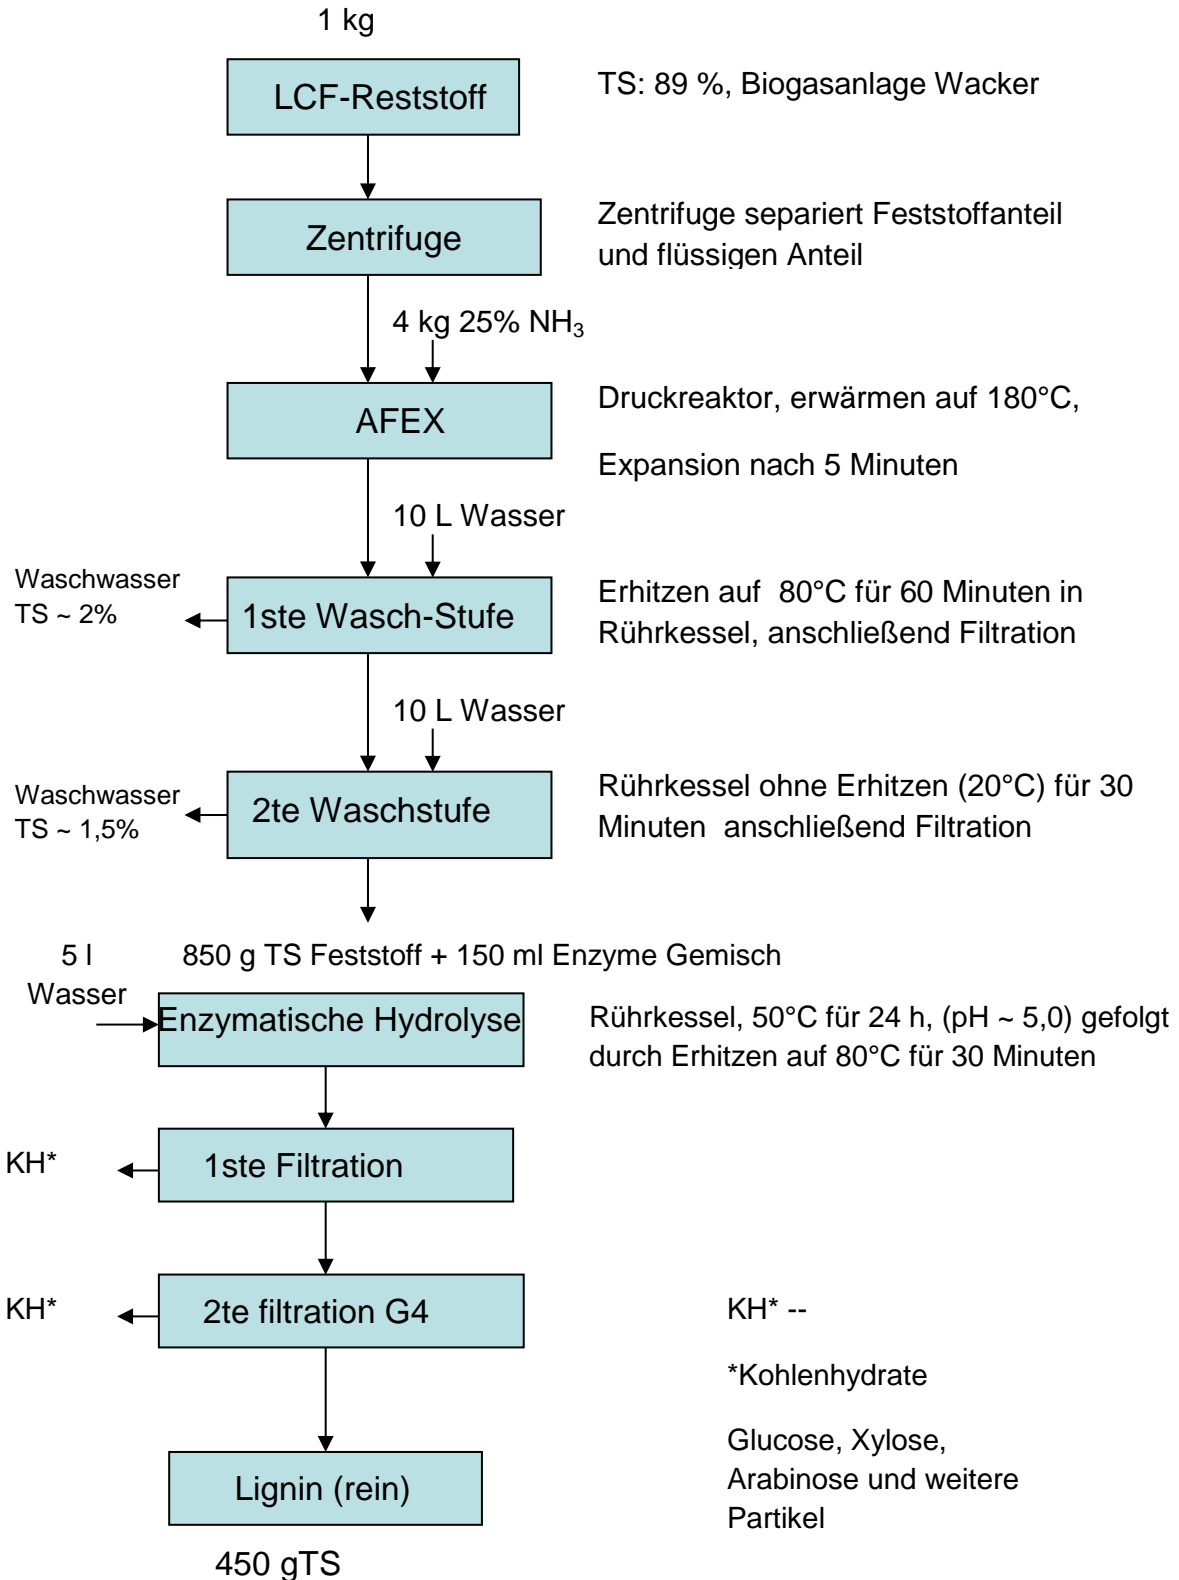 1 kg
LCF-Reststoff
TS: 89 %, Biogasanlage Wacker
Zentrifuge
Zentrifuge separiert Feststoffanteil
und flüssigen Anteil
4 kg 25% NH₃
AFEX
Druckreaktor, erwärmen auf 180°C,
Expansion nach 5 Minuten
10 L Wasser
Waschwasser
TS ~ 2%
1ste Wasch-Stufe
Erhitzen auf  80°C für 60 Minuten in
Rührkessel, anschließend Filtration
10 L Wasser
Waschwasser
TS ~ 1,5%
2te Waschstufe
Rührkessel ohne Erhitzen (20°C) für 30
Minuten  anschließend Filtration
5 l
Wasser
850 g TS Feststoff + 150 ml Enzyme Gemisch
Enzymatische Hydrolyse
Rührkessel, 50°C für 24 h, (pH ~ 5,0) gefolgt
durch Erhitzen auf 80°C für 30 Minuten
KH*
1ste Filtration
KH*
2te filtration G4
KH* --
*Kohlenhydrate
Glucose, Xylose,
Arabinose und weitere
Partikel
Lignin (rein)
450 gTS